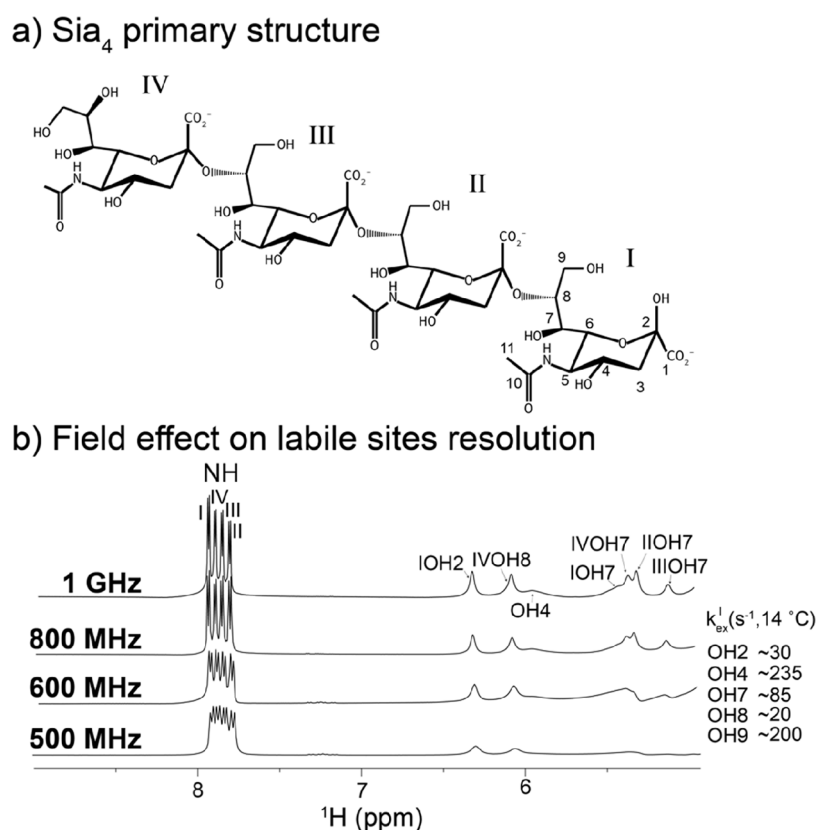 a) Sia₄ primary structure
IV
OH
HO
CO₂⁻
HO
O
O
OH
III
H
N
HO
O
CO₂⁻
HO
O
O
OH
II
H
N
HO
O
CO₂⁻
HO
O
O
9
OH
I
8
OH
H
N
HO
O
7
HO
6
O
2
CO₂⁻
1
11
H
N
10
5
HO
4
3
O
b) Field effect on labile sites resolution
NH
I
IV
III
II
1 GHz
IOH2
IVOH8
OH4
IVOH7
IIOH7
IOH7
IIIOH7
800 MHz
600 MHz
500 MHz
kᴵₑₓ(s⁻¹,14 °C)
OH2 ~30
OH4 ~235
OH7 ~85
OH8 ~20
OH9 ~200
8
7
6
¹H (ppm)